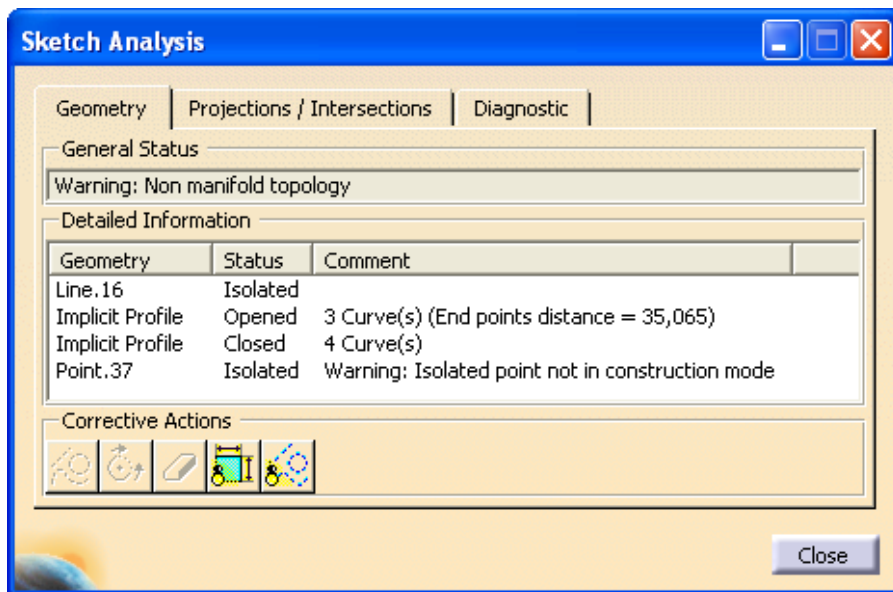 Sketch Analysis
Geometry Projections / Intersections Diagnostic
General Status
Warning: Non manifold topology
Detailed Information
Geometry Status Comment
Line.16 Isolated
Implicit Profile Opened 3 Curve(s) (End points distance = 35,065)
Implicit Profile Closed 4 Curve(s)
Point.37 Isolated Warning: Isolated point not in construction mode
Corrective Actions
Close